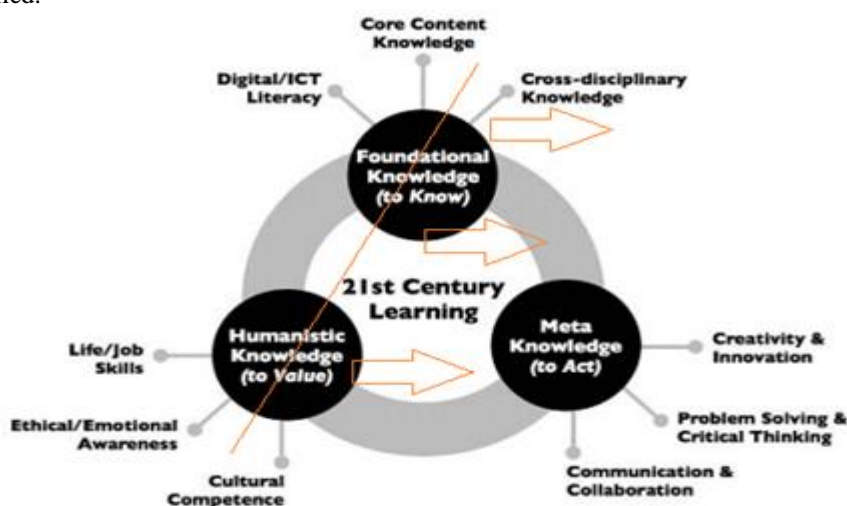 Core Content
Knowledge
Digital/ICT
Literacy
Cross-disciplinary
Knowledge
Foundational
Knowledge
(to Know)
21st Century
Learning
Humanistic
Knowledge
(to Value)
Meta
Knowledge
(to Act)
Life/Job
Skills
Ethical/Emotional
Awareness
Cultural
Competence
Creativity &
Innovation
Problem Solving &
Critical Thinking
Communication &
Collaboration